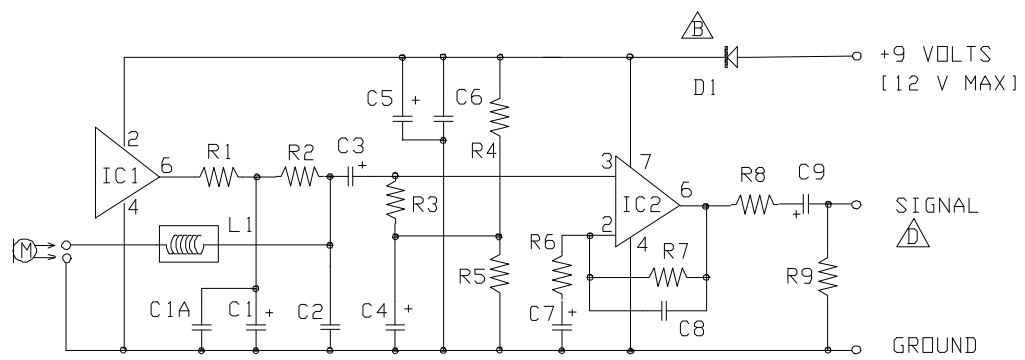 B
+9 VOLTS
D1
[12 V MAX]
C5 +
C6
R4
2
IC1
6
R1
R2
C3
+
3
7
4
R3
IC2
6
R8
C9
+
SIGNAL
D
M
L1
2
4
R6
R7
R5
R9
C1A
C1 +
C2
C4 +
C7 +
C8
GROUND